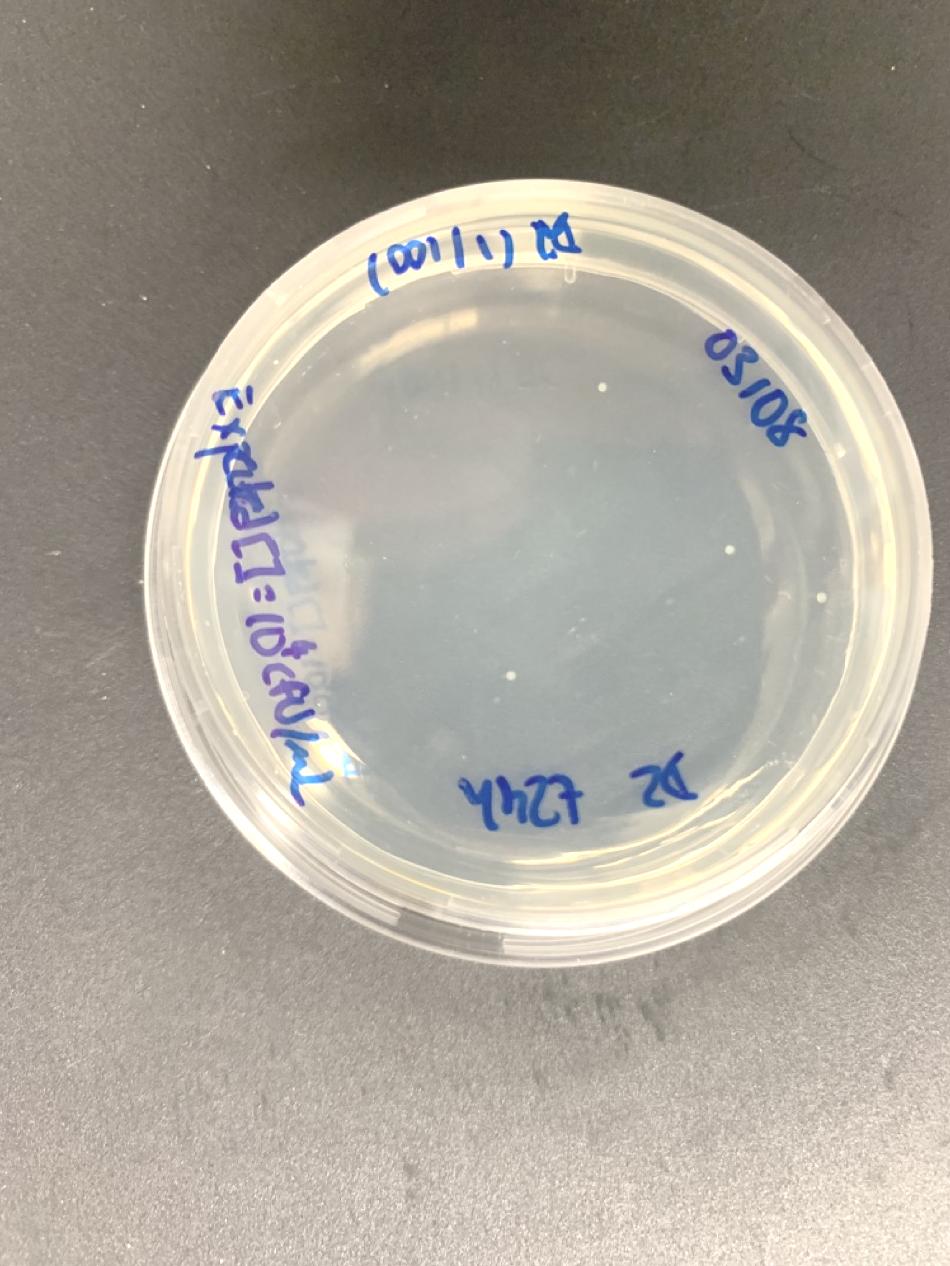 D2 (1/100)
03/08
Expected [] = 10⁴ CFU/mL
D2 t24h